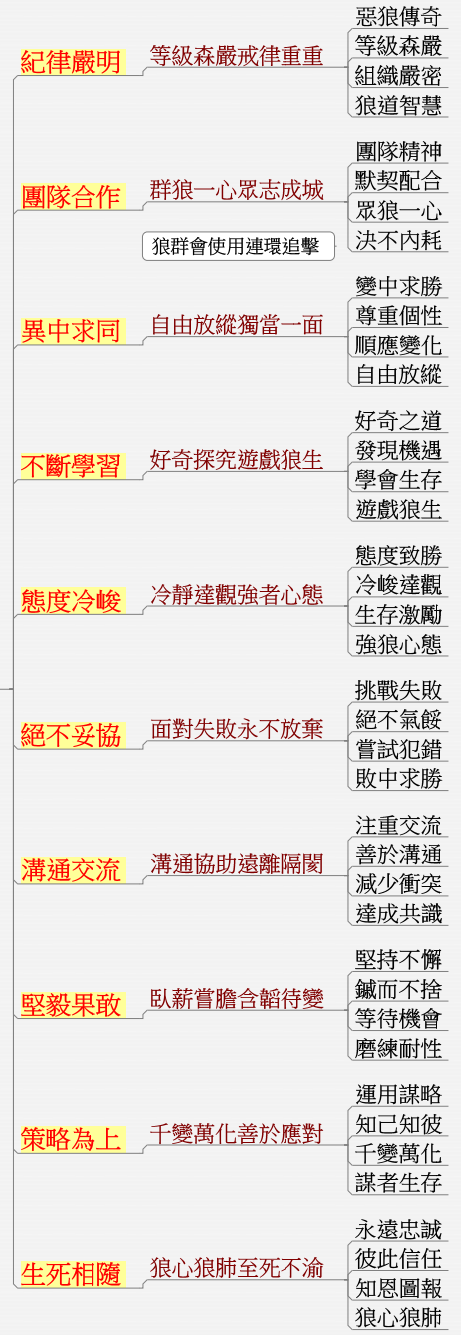 紀律嚴明
等級森嚴戒律重重
惡狼傳奇
等級森嚴
組織嚴密
狼道智慧
團隊合作
群狼一心眾志成城
團隊精神
默契配合
眾狼一心
決不內耗
狼群會使用連環追擊
異中求同
自由放縱獨當一面
變中求勝
尊重個性
順應變化
自由放縱
不斷學習
好奇探究遊戲狼生
好奇之道
發現機遇
學會生存
遊戲狼生
態度冷峻
冷靜達觀強者心態
態度致勝
冷峻達觀
生存激勵
強狼心態
絕不妥協
面對失敗永不放棄
挑戰失敗
絕不氣餒
嘗試犯錯
敗中求勝
溝通交流
溝通協助遠離隔閡
注重交流
善於溝通
減少衝突
達成共識
堅毅果敢
臥薪嘗膽含韜待變
堅持不懈
鍥而不捨
等待機會
磨練耐性
策略為上
千變萬化善於應對
運用謀略
知己知彼
千變萬化
謀者生存
生死相隨
狼心狼肺至死不渝
永遠忠誠
彼此信任
知恩圖報
狼心狼肺